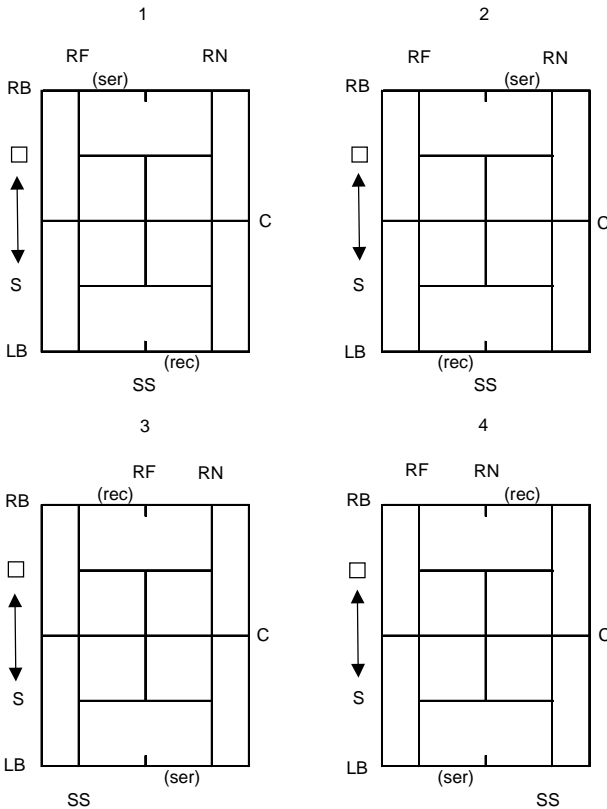 1 2
RF RN RF RN
(ser) (ser)
RB RB
C C
S S
LB LB
(rec) (rec)
SS SS
3 4
RF RN RF RN
(rec) (rec)
RB RB
C C
S S
LB LB
(ser) (ser)
SS SS